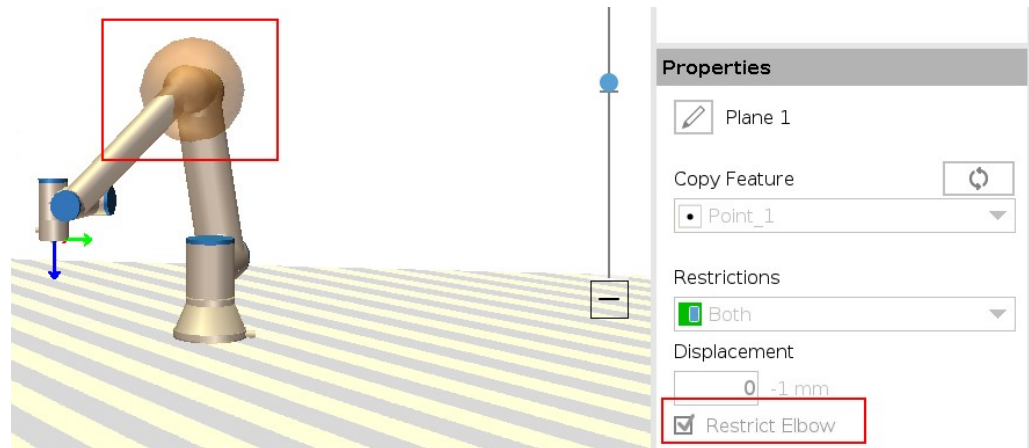 Properties
Plane 1
Copy Feature
Point_1
Restrictions
Both
Displacement
0 -1 mm
Restrict Elbow